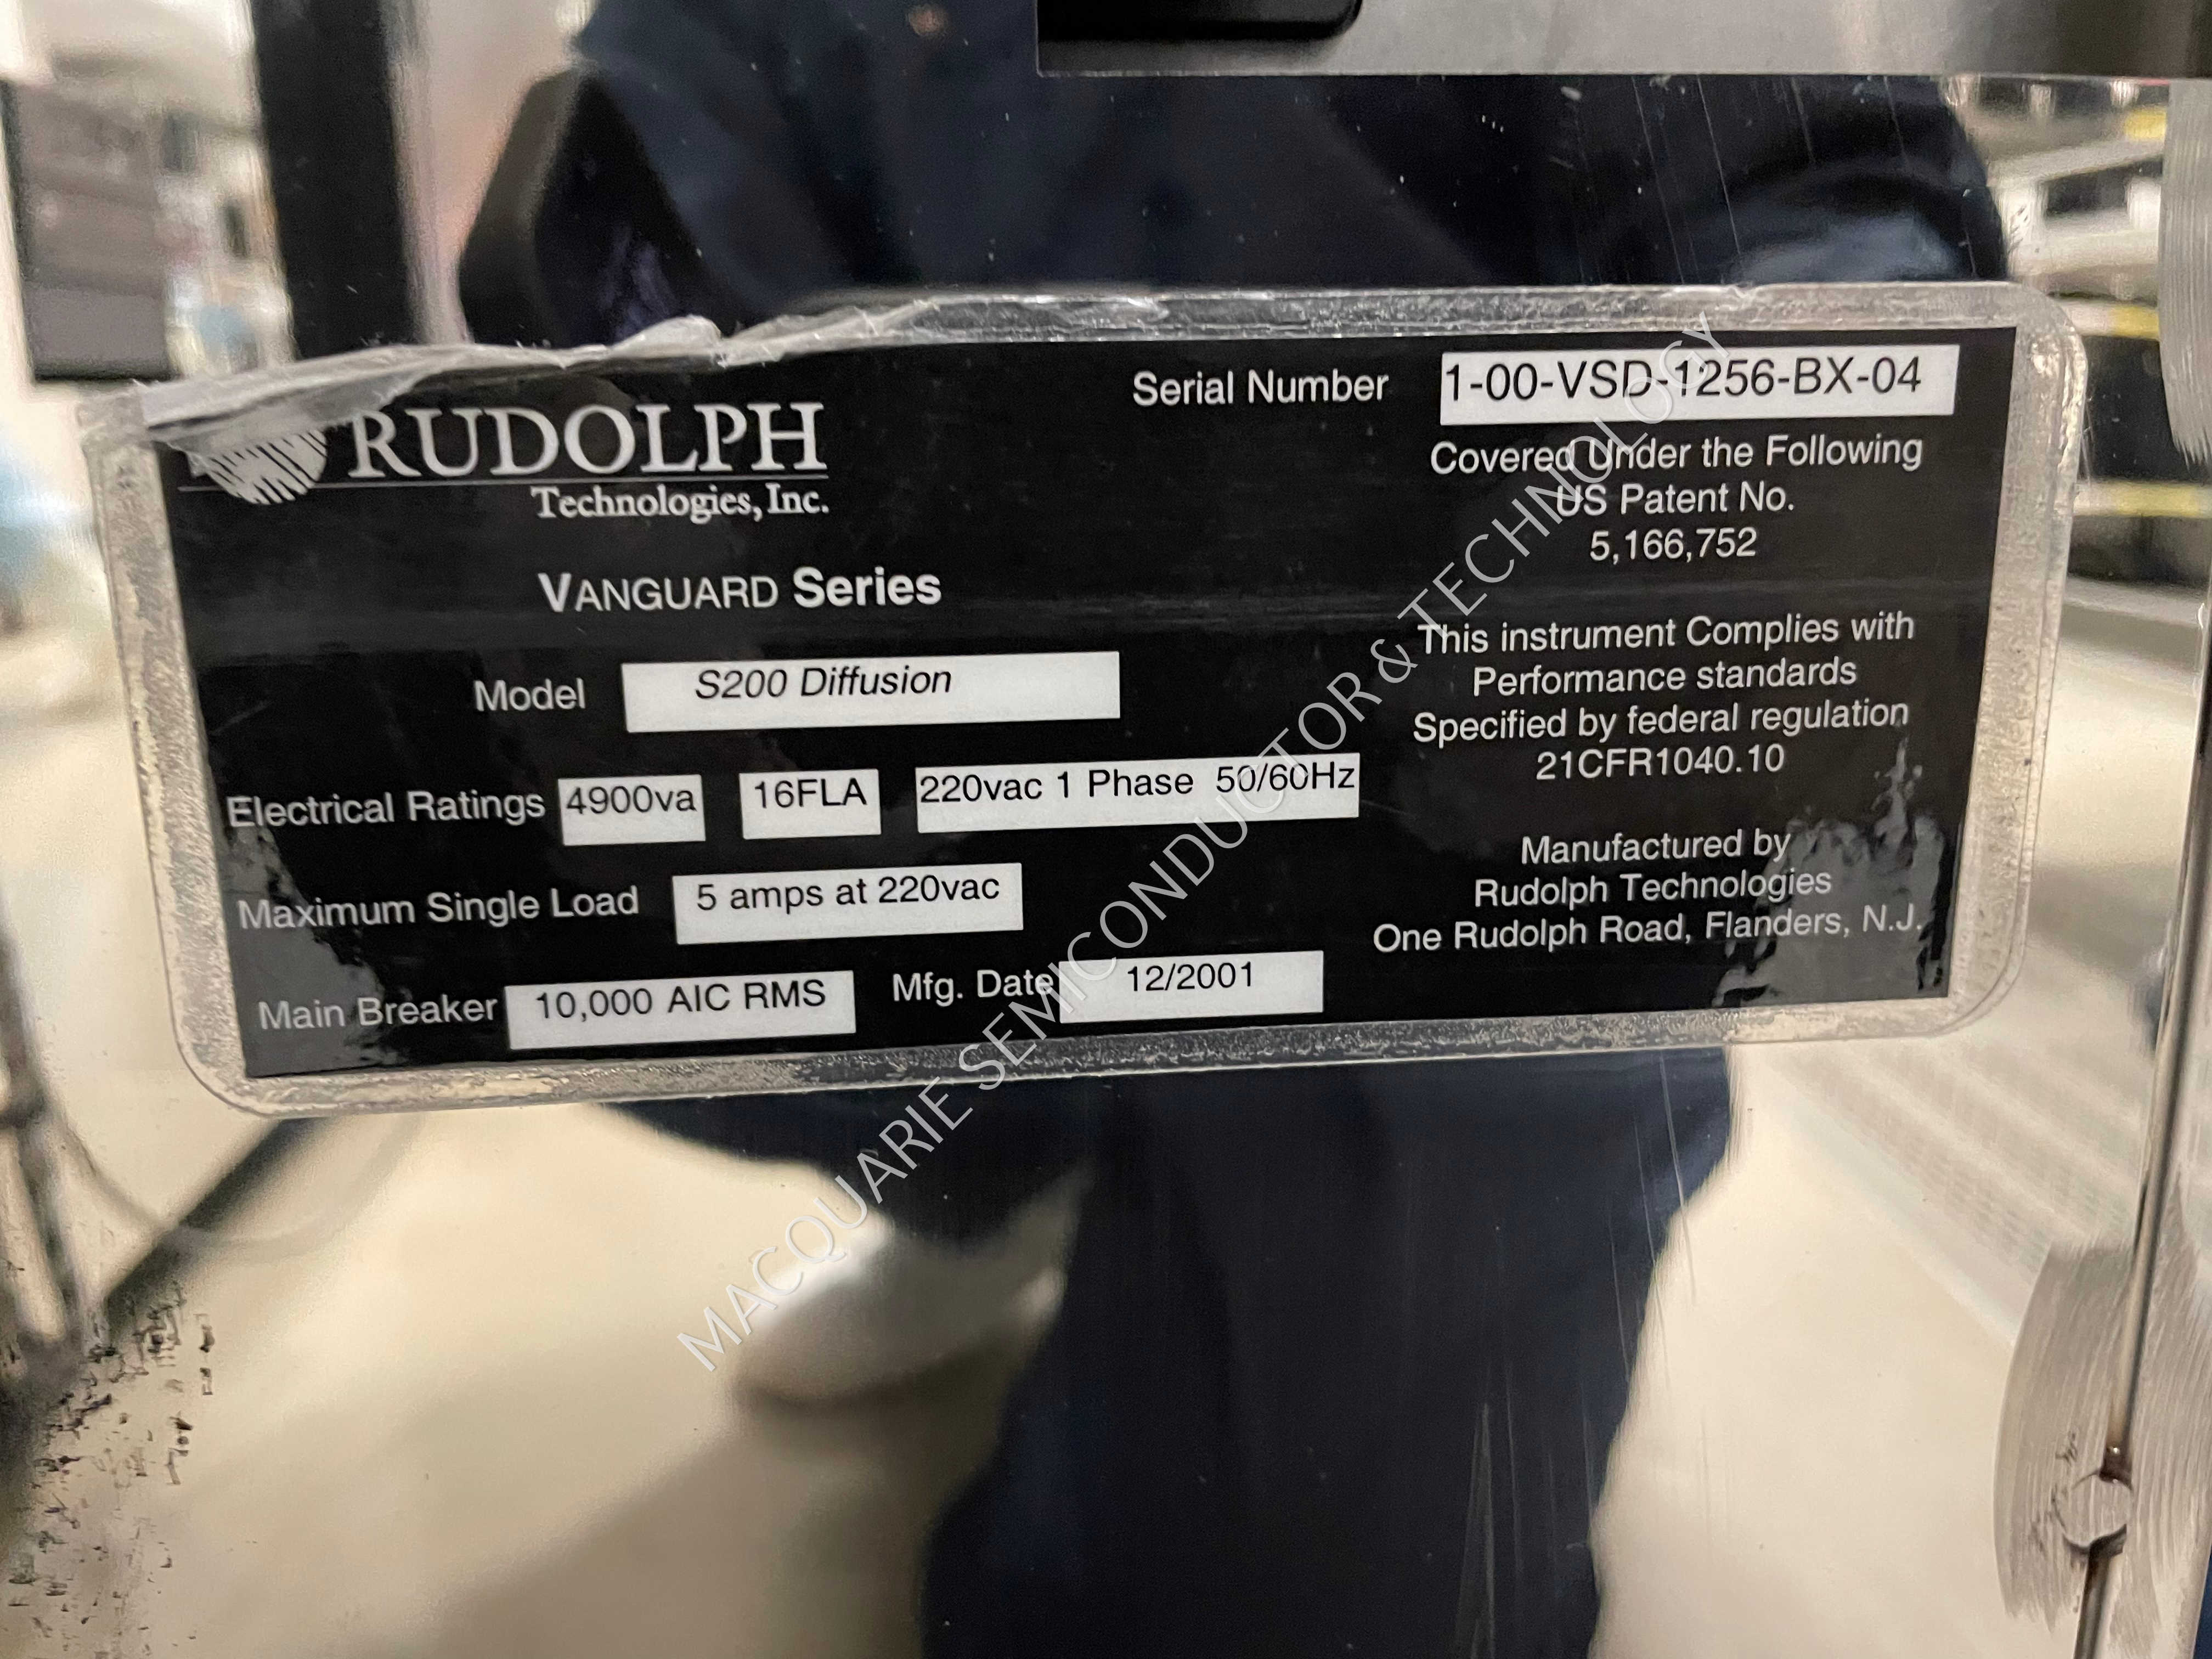 RUDOLPH
Technologies, Inc.
VANGUARD Series
Model S200 Diffusion
Electrical Ratings 4900va 16FLA 220vac 1 Phase 50/60Hz
Maximum Single Load 5 amps at 220vac
Main Breaker 10,000 AIC RMS Mfg. Date 12/2001
Serial Number 1-00-VSD-1256-BX-04
Covered Under the Following
US Patent No.
5,166,752
This instrument Complies with
Performance standards
Specified by federal regulation
21CFR1040.10
Manufactured by
Rudolph Technologies
One Rudolph Road, Flanders, N.J.
MACQUARIE SEMICONDUCTOR & TECHNOLOGY